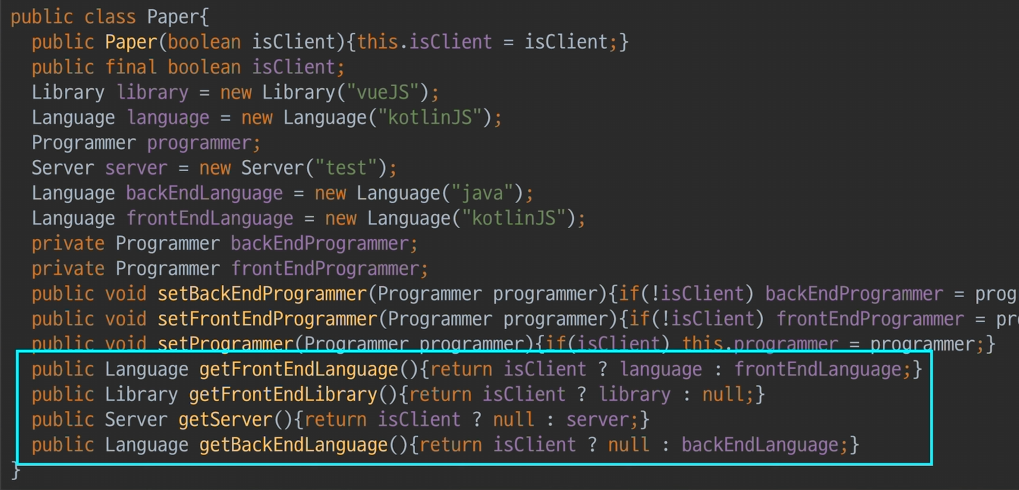 public class Paper{
public Paper(boolean isClient){this.isClient = isClient;}
public final boolean isClient;
Library library = new Library("vueJS");
Language language = new Language("kotlinJS");
Programmer programmer;
Server server = new Server("test");
Language backEndLanguage = new Language("java");
Language frontEndLanguage = new Language("kotlinJS");
private Programmer backEndProgrammer;
private Programmer frontEndProgrammer;
public void setBackEndProgrammer(Programmer programmer){if(!isClient) backEndProgrammer = prog
public void setFrontEndProgrammer(Programmer programmer){if(!isClient) frontEndProgrammer = pr
public void setProgrammer(Programmer programmer){if(isClient) this.programmer = programmer;}
public Language getFrontEndLanguage(){return isClient ? language : frontEndLanguage;}
public Library getFrontEndLibrary(){return isClient ? library : null;}
public Server getServer(){return isClient ? null : server;}
public Language getBackEndLanguage(){return isClient ? null : backEndLanguage;}
}